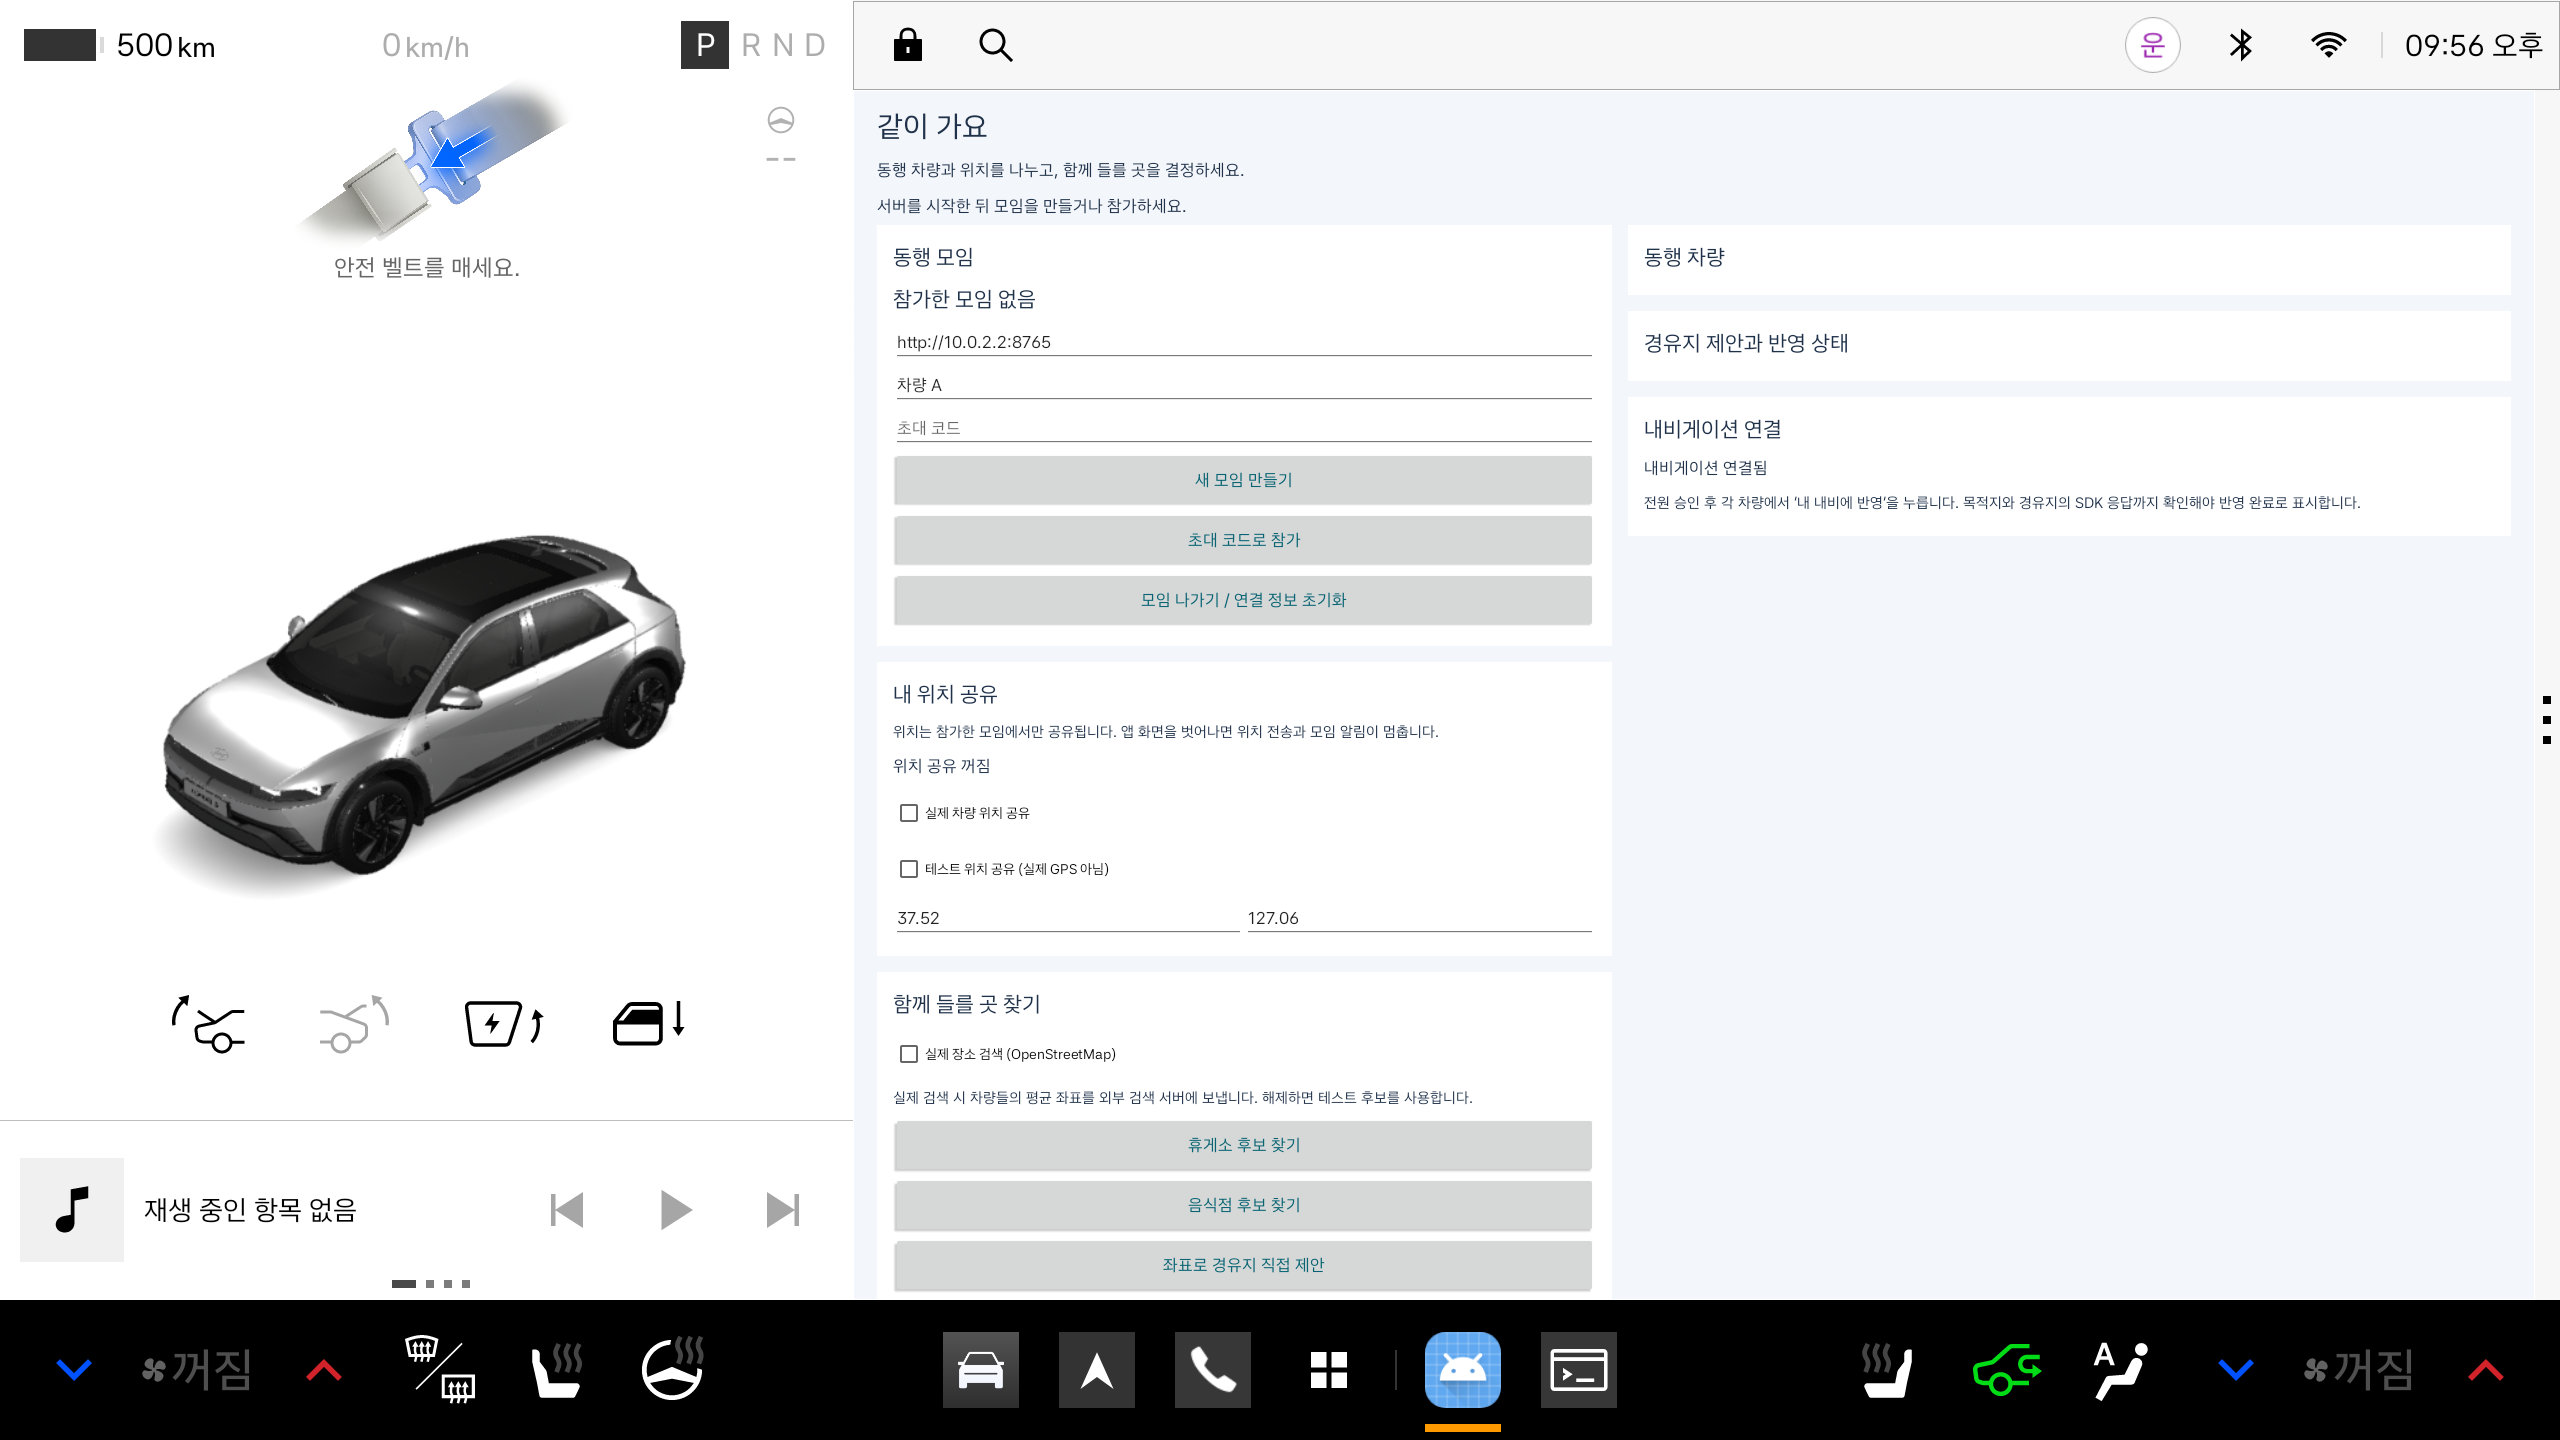 500 km
0 km/h
P R N D
안전 벨트를 매세요.
재생 중인 항목 없음
운
09:56 오후
같이 가요
동행 차량과 위치를 나누고, 함께 들를 곳을 결정하세요.
서버를 시작한 뒤 모임을 만들거나 참가하세요.
동행 모임
참가한 모임 없음
http://10.0.2.2:8765
차량 A
초대 코드
새 모임 만들기
초대 코드로 참가
모임 나가기 / 연결 정보 초기화
내 위치 공유
위치는 참가한 모임에서만 공유됩니다. 앱 화면을 벗어나면 위치 전송과 모임 알림이 멈춥니다.
위치 공유 꺼짐
실제 차량 위치 공유
테스트 위치 공유 (실제 GPS 아님)
37.52
127.06
함께 들를 곳 찾기
실제 장소 검색 (OpenStreetMap)
실제 검색 시 차량들의 평균 좌표를 외부 검색 서버에 보냅니다. 해제하면 테스트 후보를 사용합니다.
휴게소 후보 찾기
음식점 후보 찾기
좌표로 경유지 직접 제안
동행 차량
경유지 제안과 반영 상태
내비게이션 연결
내비게이션 연결됨
전원 승인 후 각 차량에서 ‘내 내비에 반영’을 누릅니다. 목적지와 경유지의 SDK 응답까지 확인해야 반영 완료로 표시합니다.
꺼짐
A
꺼짐